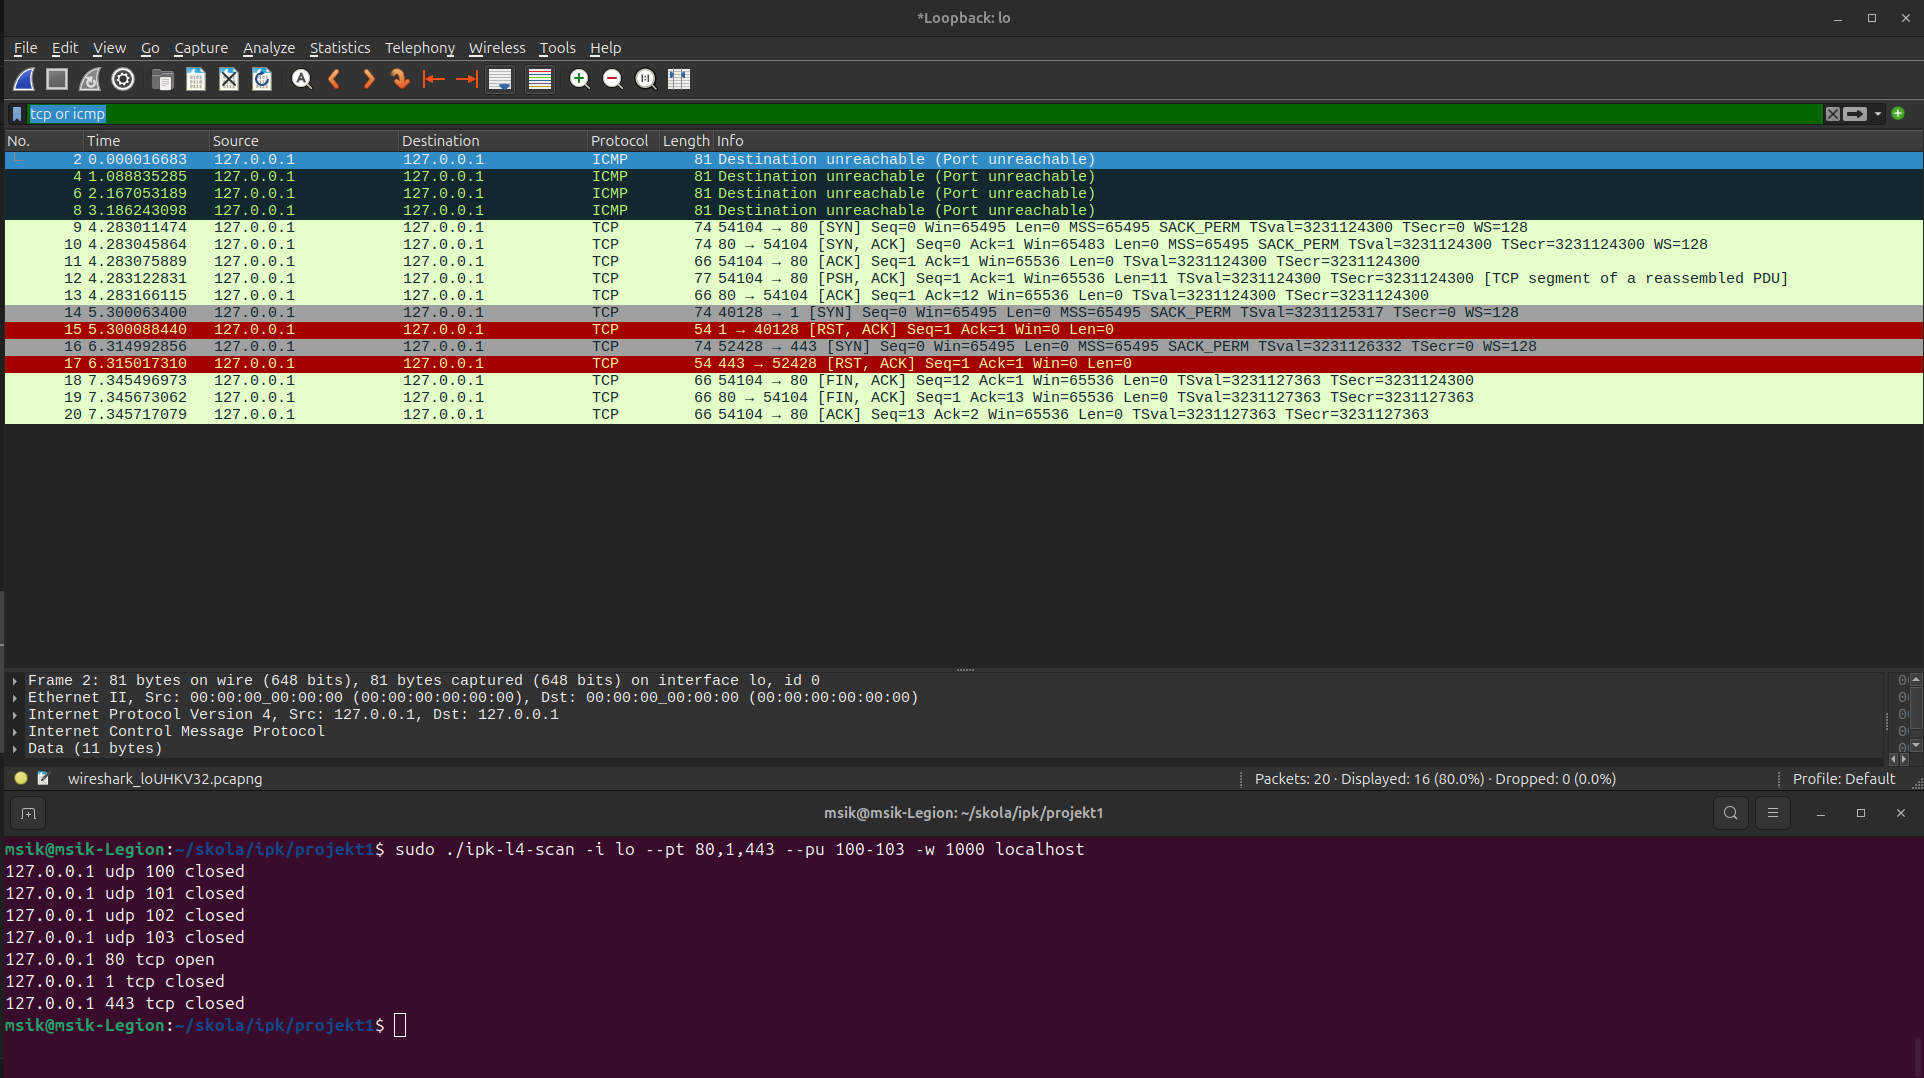 *Loopback: lo
File Edit View Go Capture Analyze Statistics Telephony Wireless Tools Help
tcp or icmp
No. Time Source Destination Protocol Length Info
2 0.000016683 127.0.0.1 127.0.0.1 ICMP 81 Destination unreachable (Port unreachable)
4 1.088835285 127.0.0.1 127.0.0.1 ICMP 81 Destination unreachable (Port unreachable)
6 2.167053189 127.0.0.1 127.0.0.1 ICMP 81 Destination unreachable (Port unreachable)
8 3.186243098 127.0.0.1 127.0.0.1 ICMP 81 Destination unreachable (Port unreachable)
9 4.283011474 127.0.0.1 127.0.0.1 TCP 74 54104 → 80 [SYN] Seq=0 Win=65495 Len=0 MSS=65495 SACK_PERM TSval=3231124300 TSecr=0 WS=128
10 4.283045864 127.0.0.1 127.0.0.1 TCP 74 80 → 54104 [SYN, ACK] Seq=0 Ack=1 Win=65483 Len=0 MSS=65495 SACK_PERM TSval=3231124300 TSecr=3231124300 WS=128
11 4.283075889 127.0.0.1 127.0.0.1 TCP 66 54104 → 80 [ACK] Seq=1 Ack=1 Win=65536 Len=0 TSval=3231124300 TSecr=3231124300
12 4.283122831 127.0.0.1 127.0.0.1 TCP 77 54104 → 80 [PSH, ACK] Seq=1 Ack=1 Win=65536 Len=11 TSval=3231124300 TSecr=3231124300 [TCP segment of a reassembled PDU]
13 4.283166115 127.0.0.1 127.0.0.1 TCP 66 80 → 54104 [ACK] Seq=1 Ack=12 Win=65536 Len=0 TSval=3231124300 TSecr=3231124300
14 5.300063400 127.0.0.1 127.0.0.1 TCP 74 40128 → 1 [SYN] Seq=0 Win=65495 Len=0 MSS=65495 SACK_PERM TSval=3231125317 TSecr=0 WS=128
15 5.300088440 127.0.0.1 127.0.0.1 TCP 54 1 → 40128 [RST, ACK] Seq=1 Ack=1 Win=0 Len=0
16 6.314992856 127.0.0.1 127.0.0.1 TCP 74 52428 → 443 [SYN] Seq=0 Win=65495 Len=0 MSS=65495 SACK_PERM TSval=3231126332 TSecr=0 WS=128
17 6.315017310 127.0.0.1 127.0.0.1 TCP 54 443 → 52428 [RST, ACK] Seq=1 Ack=1 Win=0 Len=0
18 7.345496973 127.0.0.1 127.0.0.1 TCP 66 54104 → 80 [FIN, ACK] Seq=12 Ack=1 Win=65536 Len=0 TSval=3231127363 TSecr=3231124300
19 7.345673062 127.0.0.1 127.0.0.1 TCP 66 80 → 54104 [FIN, ACK] Seq=1 Ack=13 Win=65536 Len=0 TSval=3231127363 TSecr=3231127363
20 7.345717079 127.0.0.1 127.0.0.1 TCP 66 54104 → 80 [ACK] Seq=13 Ack=2 Win=65536 Len=0 TSval=3231127363 TSecr=3231127363
Frame 2: 81 bytes on wire (648 bits), 81 bytes captured (648 bits) on interface lo, id 0
Ethernet II, Src: 00:00:00_00:00:00 (00:00:00:00:00:00), Dst: 00:00:00_00:00:00 (00:00:00:00:00:00)
Internet Protocol Version 4, Src: 127.0.0.1, Dst: 127.0.0.1
Internet Control Message Protocol
Data (11 bytes)
wireshark_loUHKV32.pcapng Packets: 20 · Displayed: 16 (80.0%) · Dropped: 0 (0.0%) Profile: Default
msik@msik-Legion: ~/skola/ipk/projekt1
msik@msik-Legion:~/skola/ipk/projekt1$ sudo ./ipk-l4-scan -i lo --pt 80,1,443 --pu 100-103 -w 1000 localhost
127.0.0.1 udp 100 closed
127.0.0.1 udp 101 closed
127.0.0.1 udp 102 closed
127.0.0.1 udp 103 closed
127.0.0.1 80 tcp open
127.0.0.1 1 tcp closed
127.0.0.1 443 tcp closed
msik@msik-Legion:~/skola/ipk/projekt1$